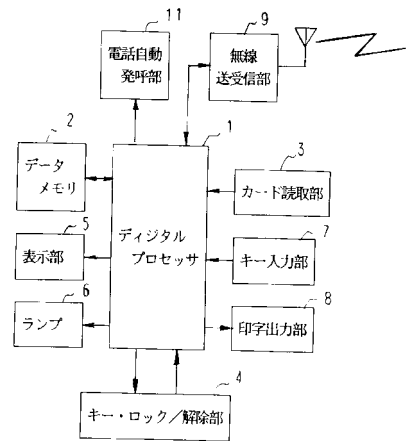 11
電話自動
発呼部
9
無線
送受信部
2
データ
メモリ
1
ディジタル
プロセッサ
3
カード読取部
5
表示部
7
キー入力部
6
ランプ
8
印字出力部
4
キー・ロック/解除部